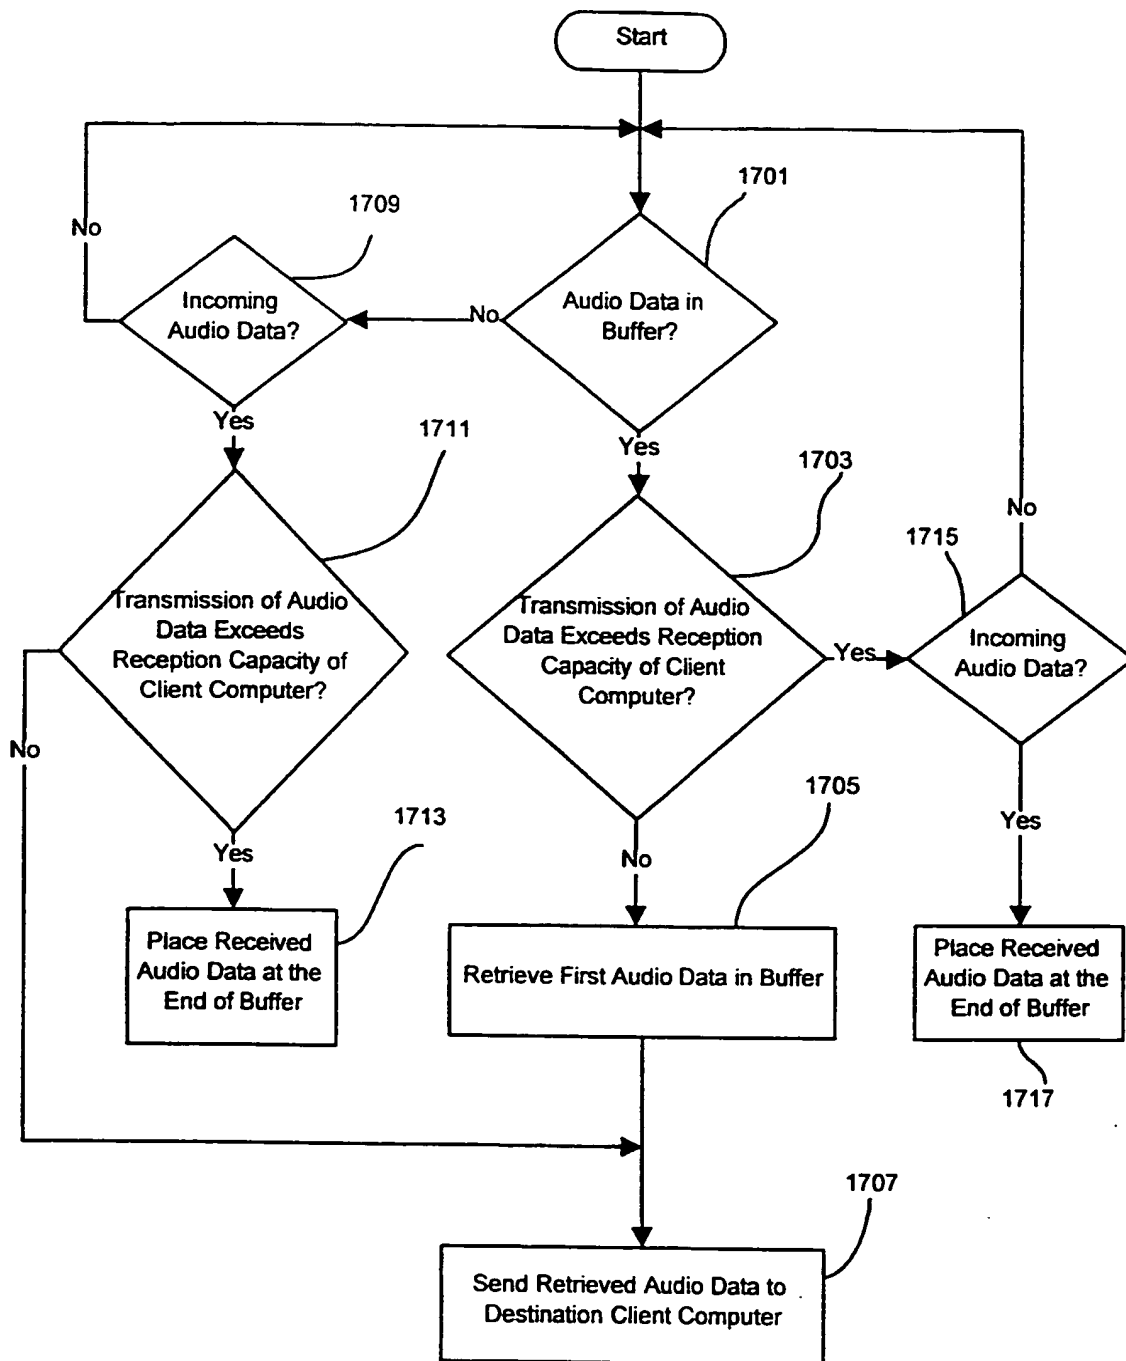 Start
1701
1709
No
Incoming
Audio Data?
No
Audio Data in
Buffer?
Yes
1711
Yes
1703
No
1715
Transmission of Audio
Data Exceeds
Reception Capacity of
Client Computer?
Transmission of Audio
Data Exceeds Reception
Capacity of Client
Computer?
Yes
Incoming
Audio Data?
No
1705
1713
Yes
No
Yes
Place Received
Audio Data at the
End of Buffer
Retrieve First Audio Data in Buffer
Place Received
Audio Data at the
End of Buffer
1717
1707
Send Retrieved Audio Data to
Destination Client Computer